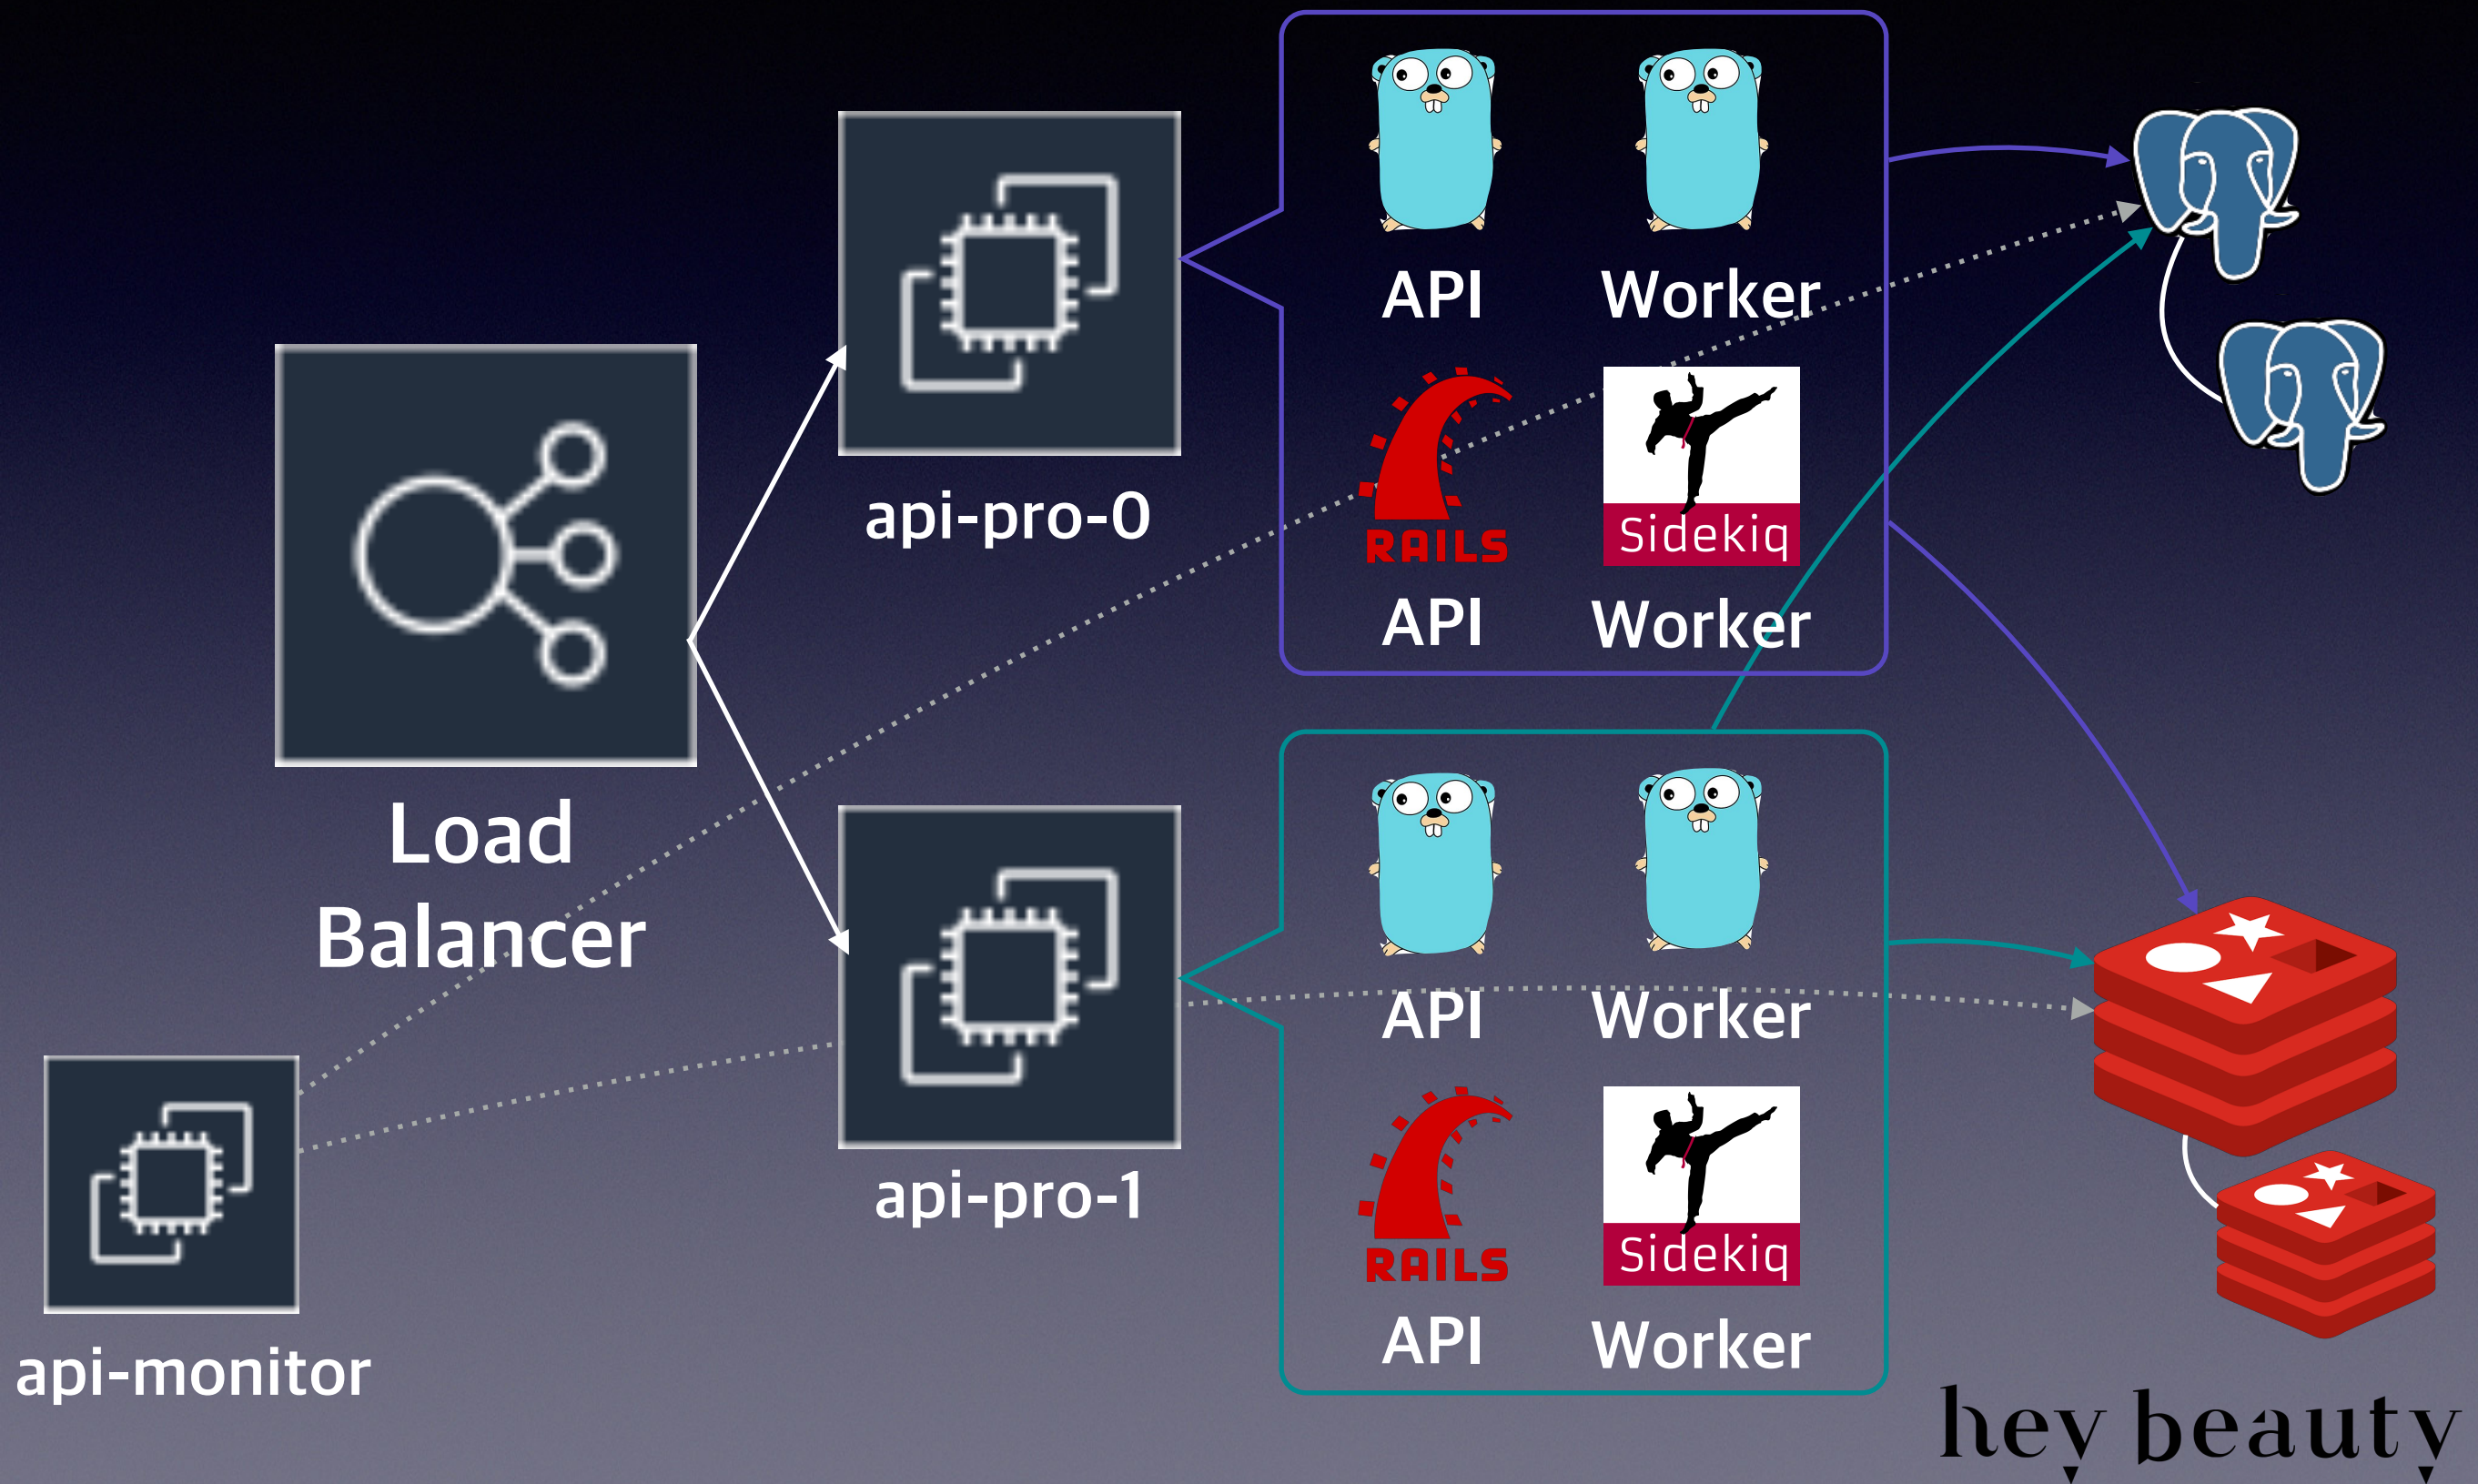 API
Worker
api-pro-0
RAILS
Sidekiq
API
Worker
Load
Balancer
API
Worker
api-pro-1
RAILS
Sidekiq
API
Worker
api-monitor
hey beauty